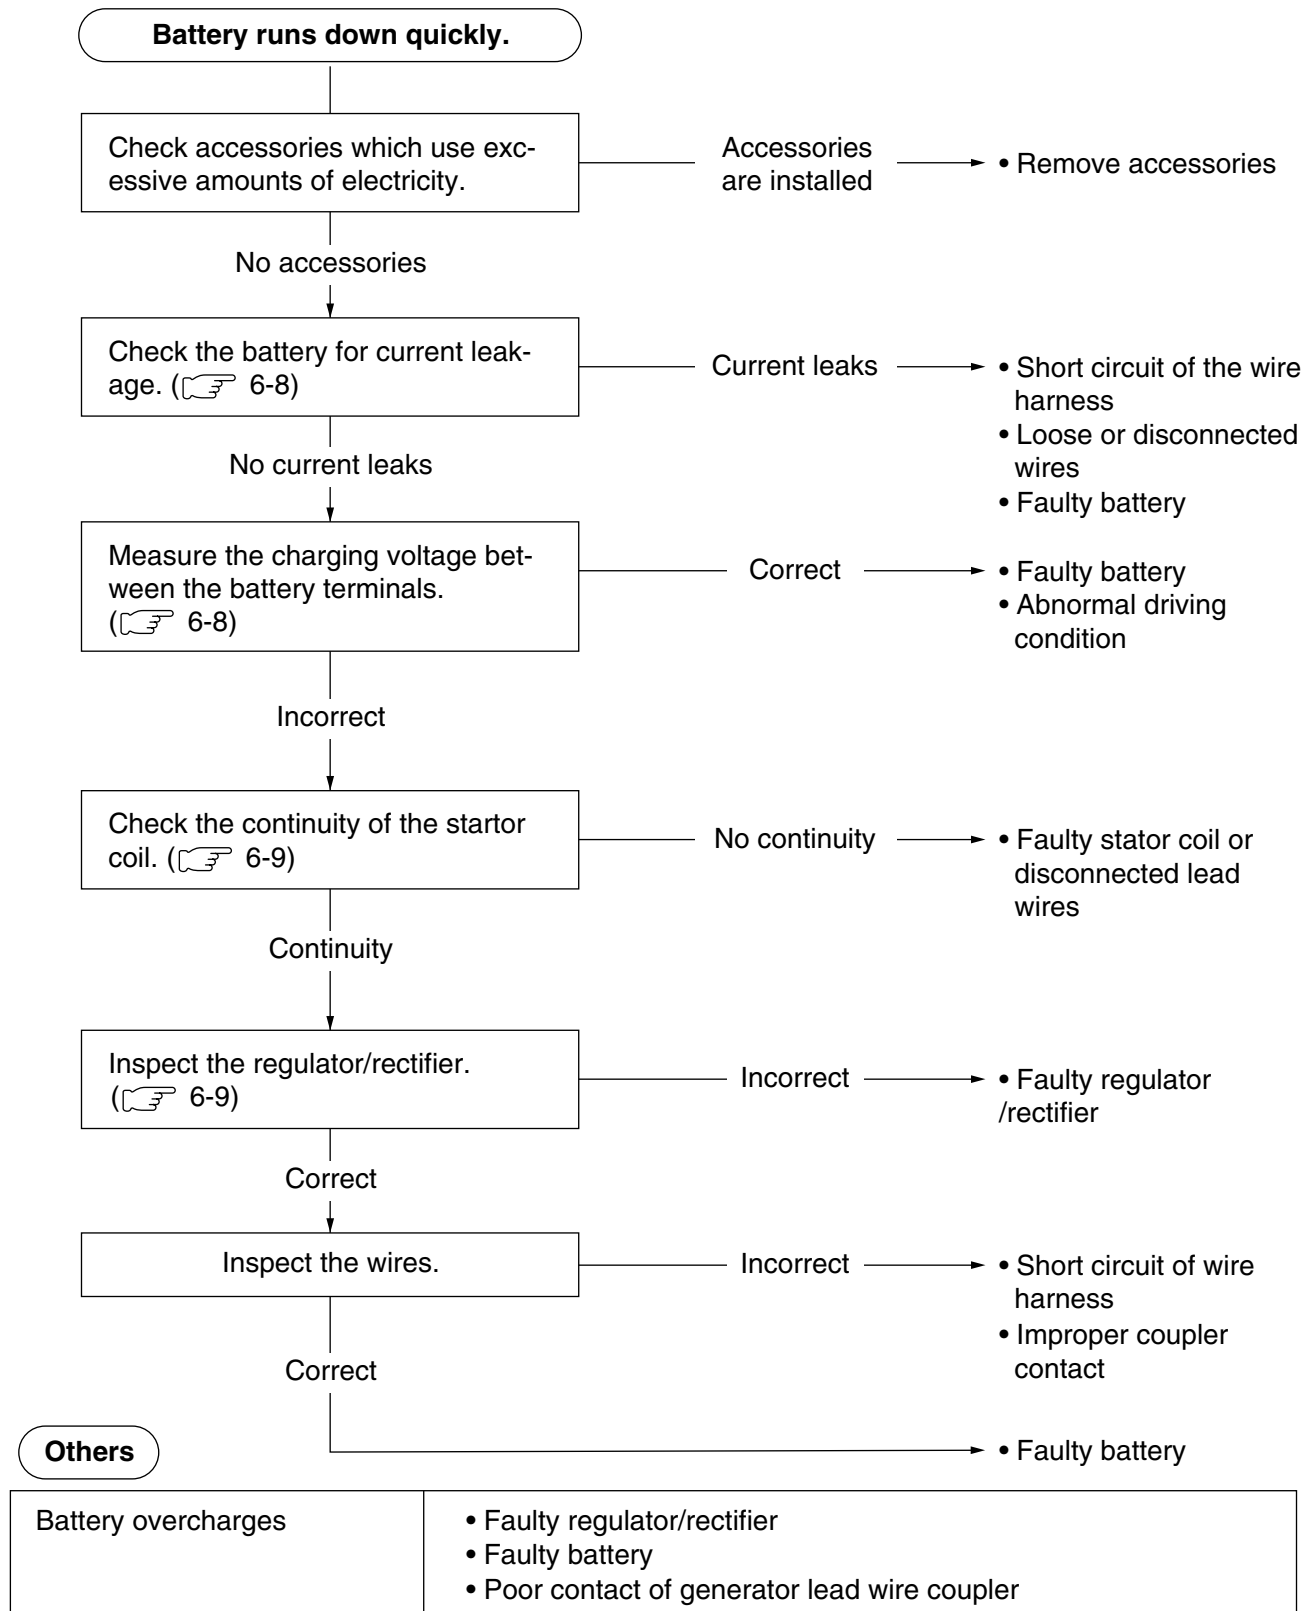 Battery runs down quickly.
Check accessories which use exc-
essive amounts of electricity.
Accessories
are installed
• Remove accessories
No accessories
Check the battery for current leak-
age. (☞ 6-8)
Current leaks
• Short circuit of the wire
harness
• Loose or disconnected
wires
• Faulty battery
No current leaks
Measure the charging voltage bet-
ween the battery terminals.
(☞ 6-8)
Correct
• Faulty battery
• Abnormal driving
condition
Incorrect
Check the continuity of the startor
coil. (☞ 6-9)
No continuity
• Faulty stator coil or
disconnected lead
wires
Continuity
Inspect the regulator/rectifier.
(☞ 6-9)
Incorrect
• Faulty regulator
/rectifier
Correct
Inspect the wires.
Incorrect
• Short circuit of wire
harness
• Improper coupler
contact
Correct
• Faulty battery
Others
Battery overcharges
• Faulty regulator/rectifier
• Faulty battery
• Poor contact of generator lead wire coupler